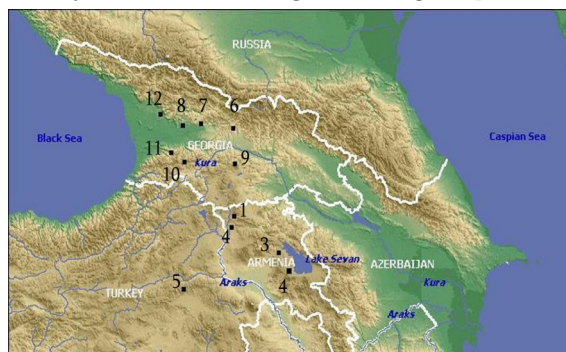 RUSSIA
12
8
7
6
Black Sea
Caspian Sea
GEORGIA
11
Kura
9
10
1
4
3
Lake Sevan
ARMENIA
AZERBAIJAN
4
5
TURKEY
Araks
Kura
Araks